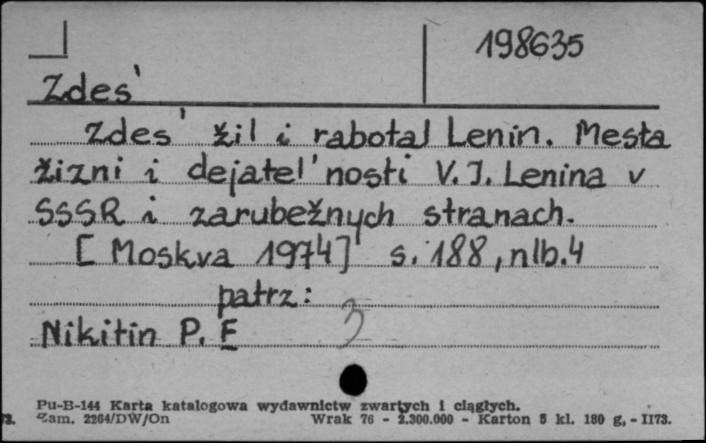 198635
Zdes'
Zdes' žil i rabotal Lenin. Mesta
žizni i dejatel'nosti V. I. Lenina v
SSSR i zarubežnych stranach.
[Moskva 1974] s. 188, nlb. 4
patrz:
Nikitin P. E
3
Pu-B-144 Karta katalogowa wydawnictw zwartych i ciągłych.
Zam. 2264/DW/On Wrak 76 - 2.300.000 - Karton 5 kl. 180 g, - II73.